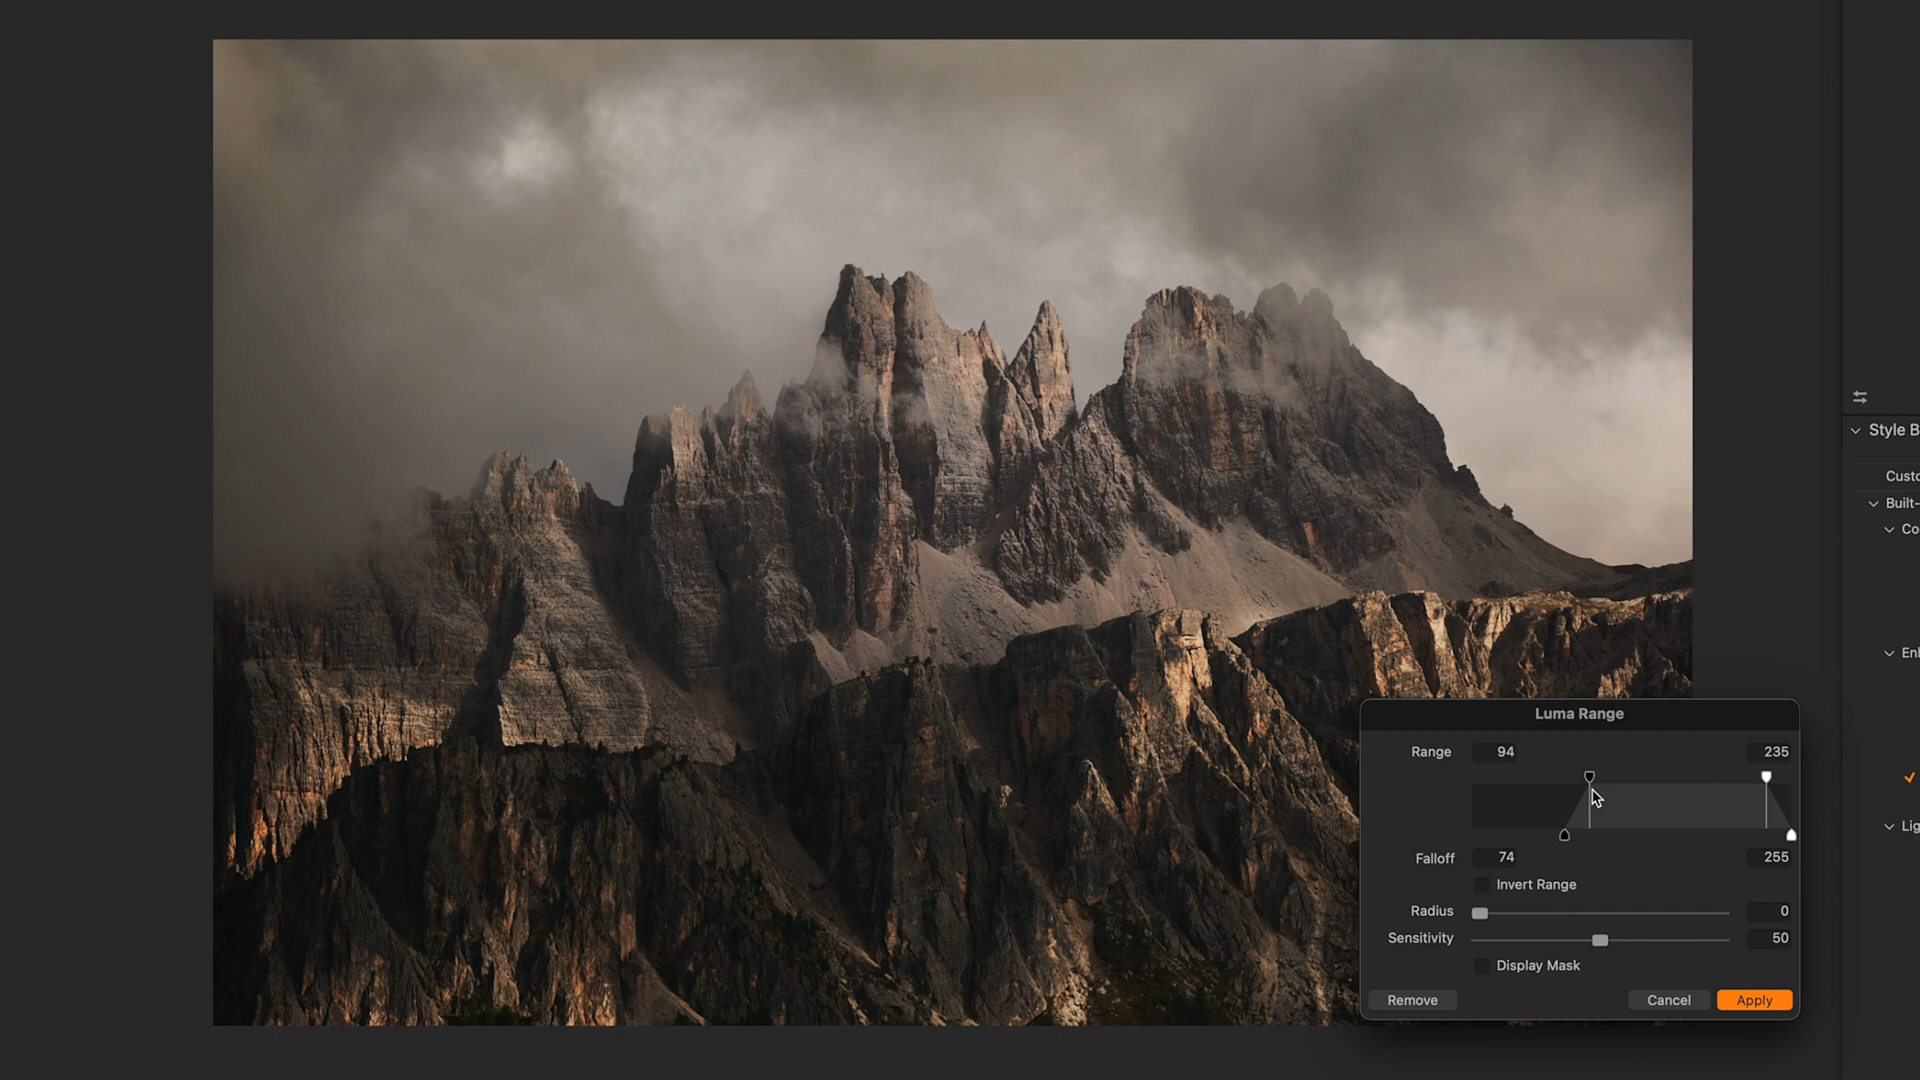 Luma Range
Range 94 235
Falloff 74 255
Invert Range
Radius 0
Sensitivity 50
Display Mask
Remove Cancel Apply
Style B
Custo
Built-
Co
Enh
Lig